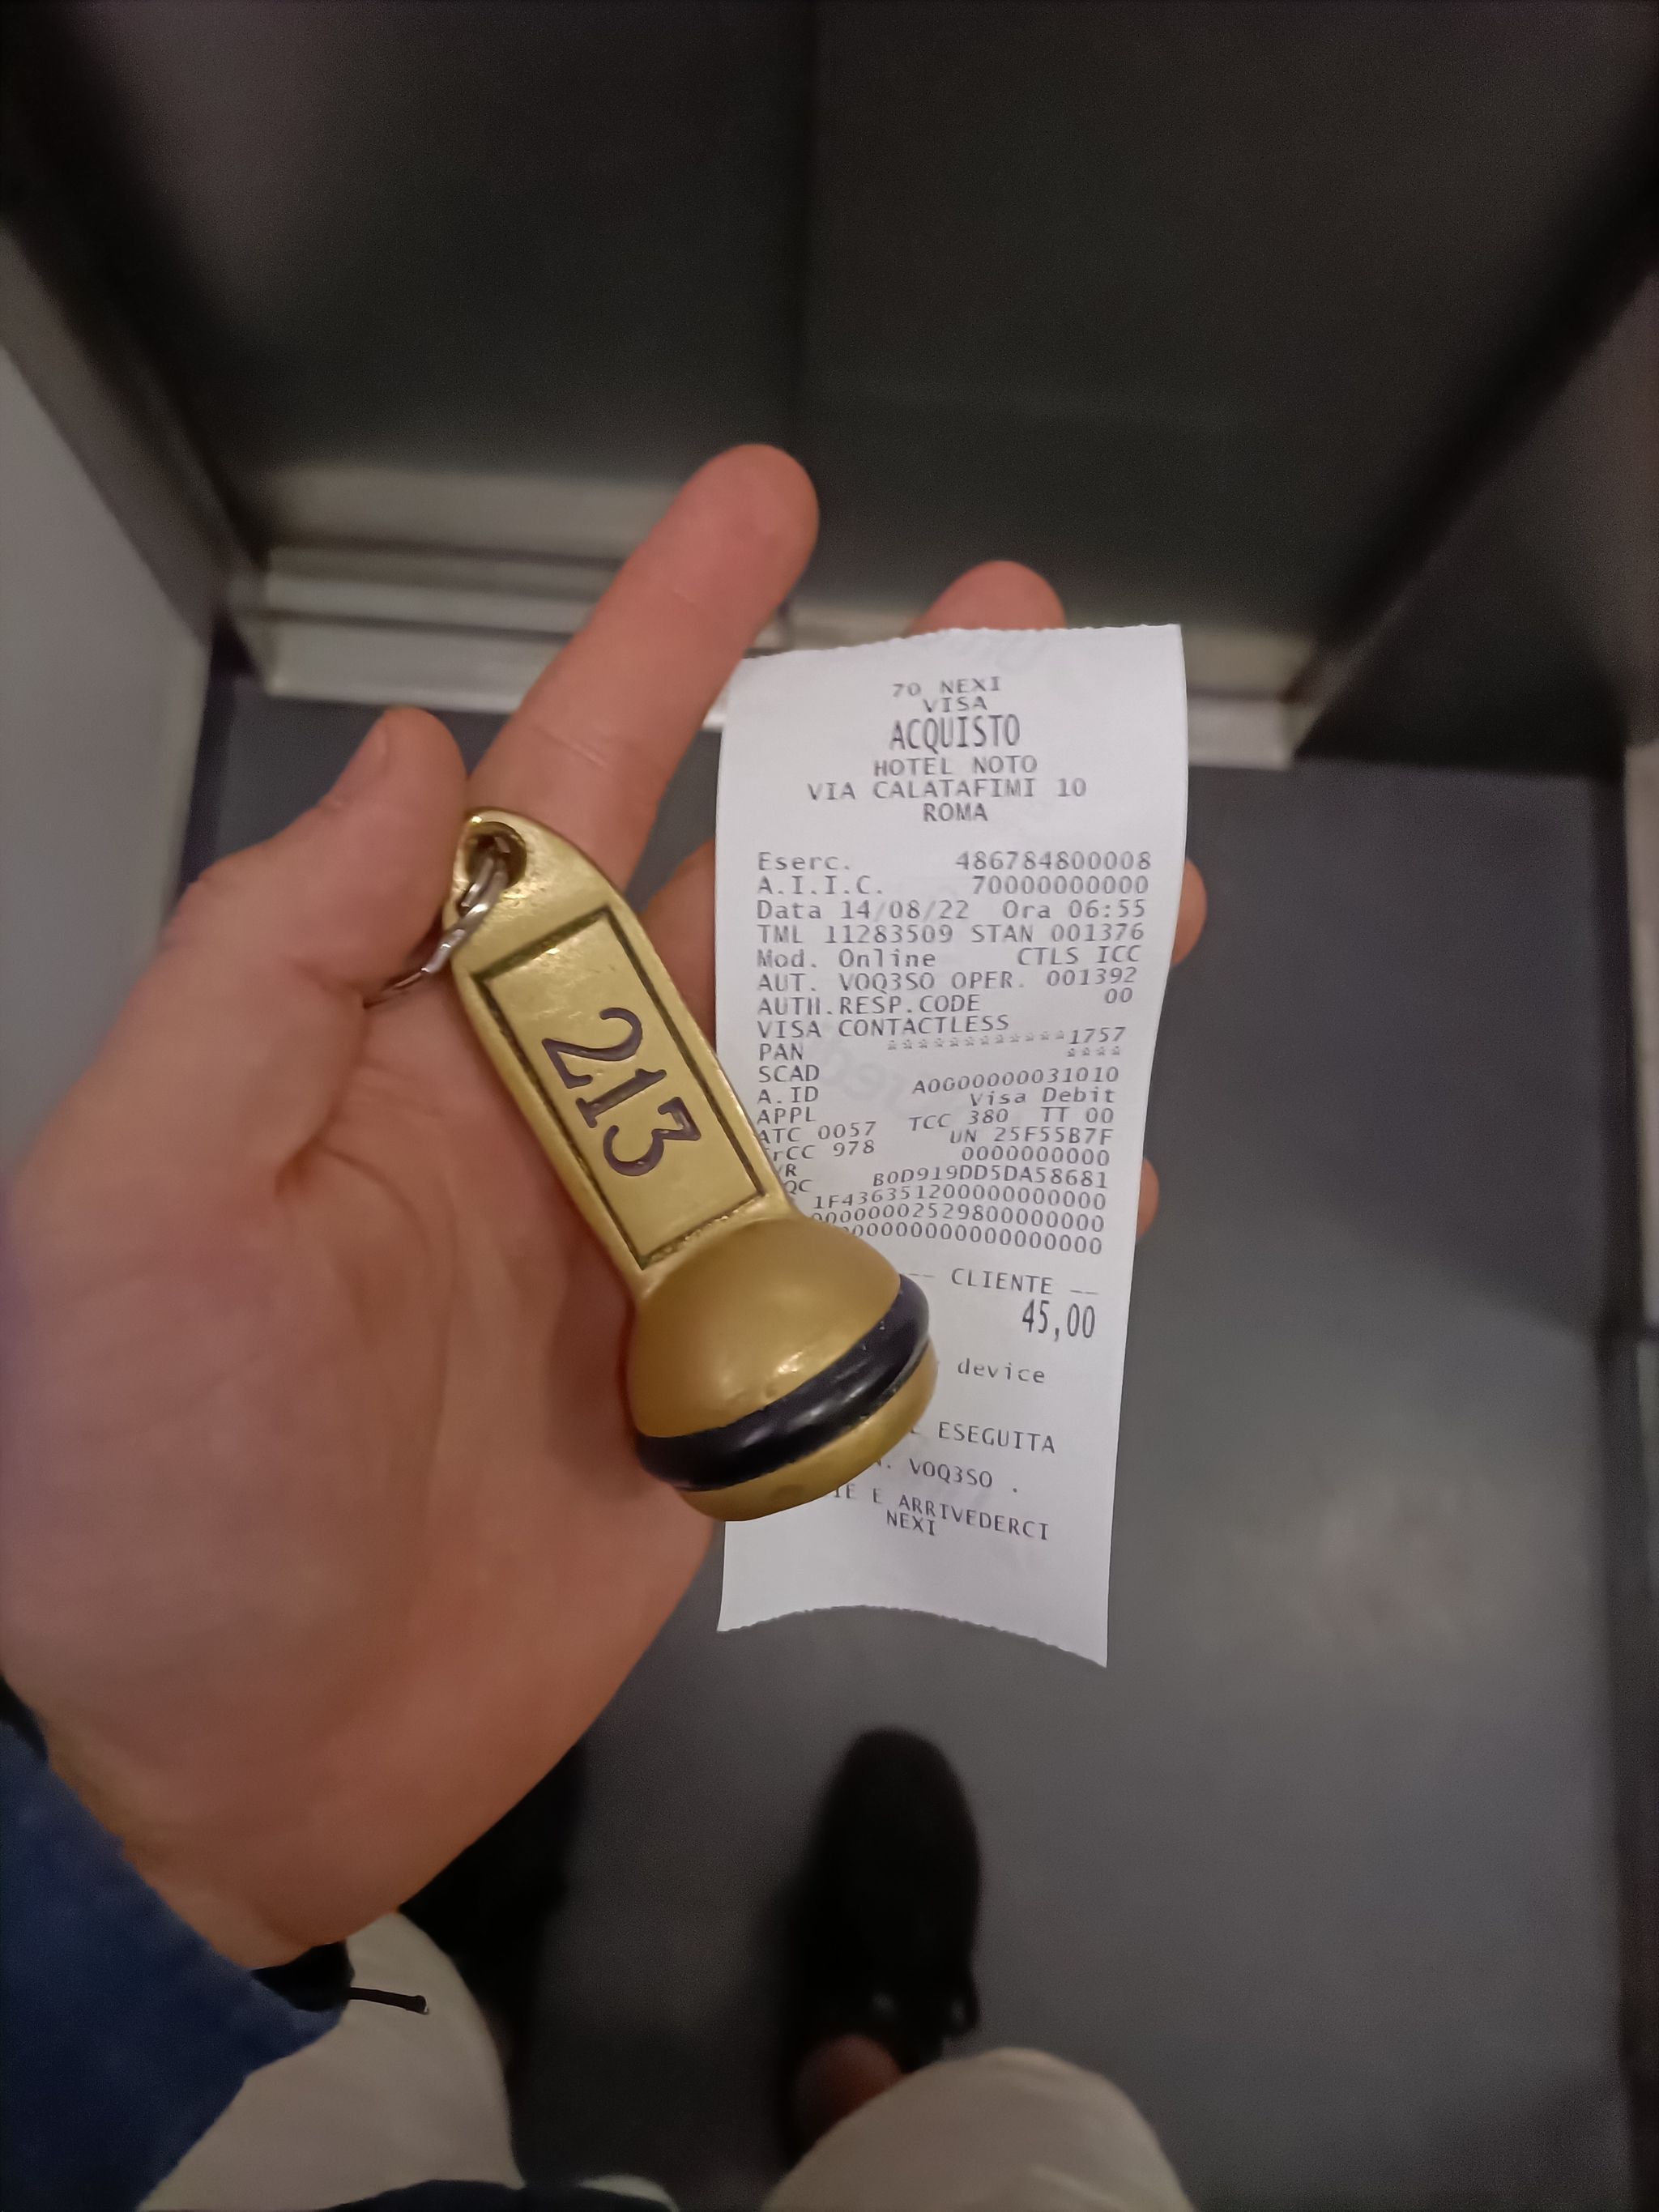 213
70 NEXI
VISA
ACQUISTO
HOTEL NOTO
VIA CALATAFIMI 10
ROMA
Eserc. 486784800008
A.I.I.C. 70000000000
Data 14/08/22 Ora 06:55
TML 11283509 STAN 001376
Mod. Online CTLS ICC
AUT. VOQ3SO OPER. 001392
AUTH.RESP.CODE 00
VISA CONTACTLESS
PAN ************1757
SCAD ****
A.ID A0000000031010
APPL Visa Debit
ATC 0057 TCC 380 TT 00
CC 978 UN 25F55B7F
0000000000
B0D919DD5DA58681
1F4363512000000000000
-- CLIENTE --
45,00
device
ESEGUITA
VOQ3SO .
E ARRIVEDERCI
NEXI